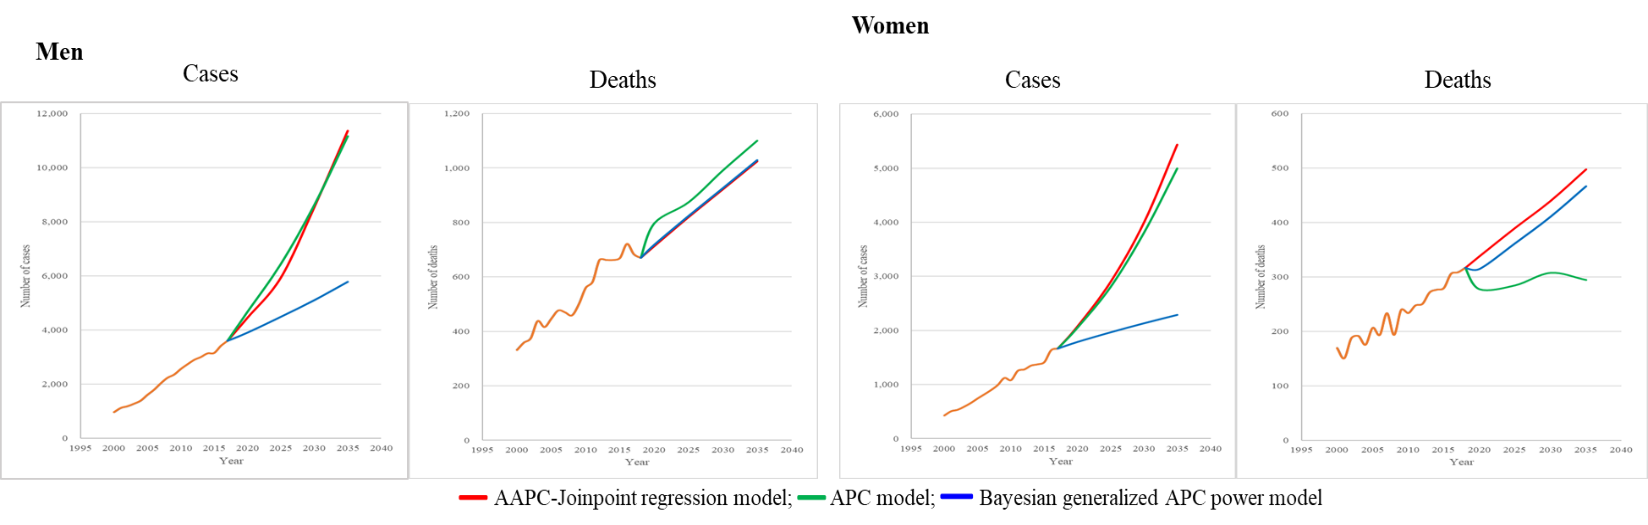 Men
Women
Cases
Deaths
Cases
Deaths
12,000
10,000
8,000
6,000
4,000
2,000
0
Number of cases
1995 2000 2005 2010 2015 2020 2025 2030 2035 2040
Year
1,200
1,000
800
600
400
200
0
Number of deaths
1995 2000 2005 2010 2015 2020 2025 2030 2035 2040
Year
6,000
5,000
4,000
3,000
2,000
1,000
0
Number of cases
1995 2000 2005 2010 2015 2020 2025 2030 2035 2040
Year
600
500
400
300
200
100
0
Number of deaths
1995 2000 2005 2010 2015 2020 2025 2030 2035 2040
Year
AAPC-Joinpoint regression model; APC model; Bayesian generalized APC power model